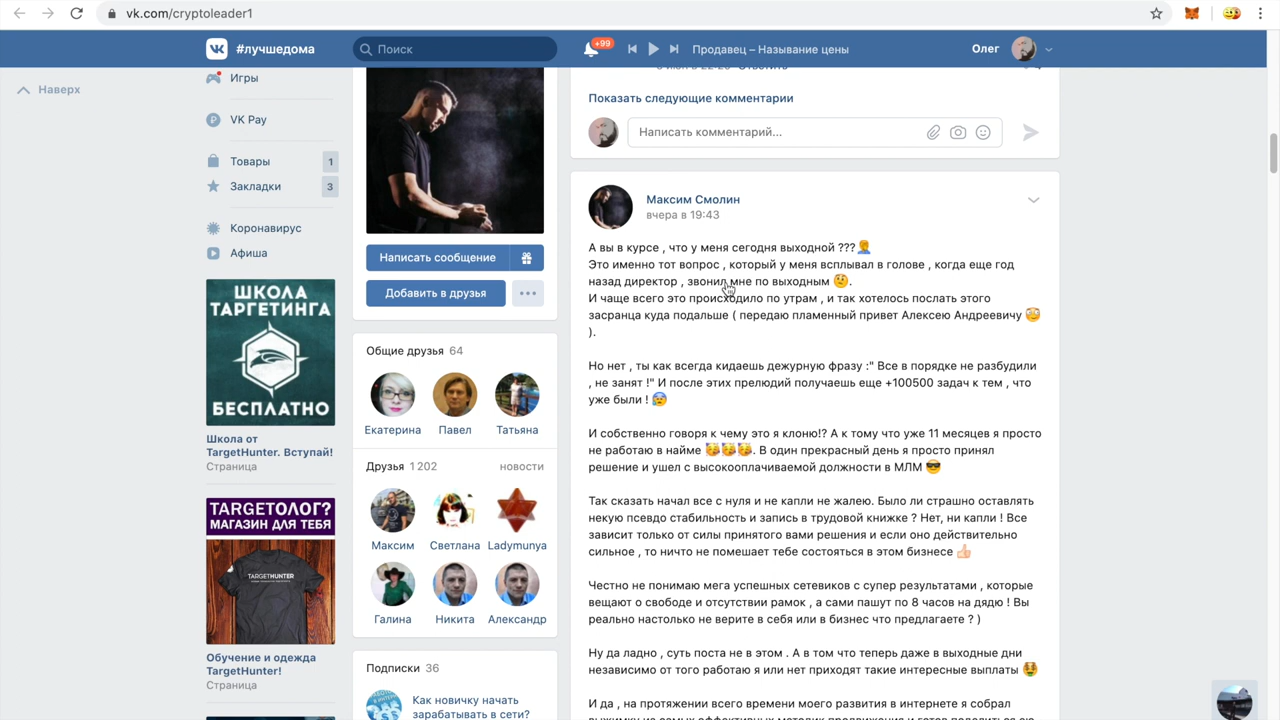 vk.com/cryptoleader1
#лучшедома
Поиск
+99
Продавец – Называние цены
Олег
Наверх
Игры
VK Pay
Товары 1
Закладки 3
Коронавирус
Афиша
ШКОЛА
ТАРГЕТИНГА
БЕСПЛАТНО
Школа от
TargetHunter. Вступай!
Страница
TARGETОЛОГ?
МАГАЗИН ДЛЯ ТЕБЯ
TARGETHUNTER
Обучение и одежда
TargetHunter!
Страница
Написать сообщение
Добавить в друзья
Общие друзья 64
Екатерина Павел Татьяна
Друзья 1 202 новости
Максим Светлана Ladymunya
Галина Никита Александр
Подписки 36
Как новичку начать
зарабатывать в сети?
Показать следующие комментарии
Написать комментарий...
Максим Смолин
вчера в 19:43
А вы в курсе , что у меня сегодня выходной ???🤦‍♂️
Это именно тот вопрос , который у меня всплывал в голове , когда еще год
назад директор , звонил мне по выходным 🤨.
И чаще всего это происходило по утрам , и так хотелось послать этого
засранца куда подальше ( передаю пламенный привет Алексею Андреевичу 😳
).
Но нет , ты как всегда кидаешь дежурную фразу :" Все в порядке не разбудили
, не занят !" И после этих прелюдий получаешь еще +100500 задач к тем , что
уже были ! 😰
И собственно говоря к чему это я клоню!? А к тому что уже 11 месяцев я просто
не работаю в найме 🥳🥳🥳. В один прекрасный день я просто принял
решение и ушел с высокооплачиваемой должности в МЛМ 😎
Так сказать начал все с нуля и не капли не жалею. Было ли страшно оставлять
некую псевдо стабильность и запись в трудовой книжке ? Нет, ни капли ! Все
зависит только от силы принятого вами решения и если оно действительно
сильное , то ничто не помешает тебе состояться в этом бизнесе 👍🏻
Честно не понимаю мега успешных сетевиков с супер результатами , которые
вещают о свободе и отсутствии рамок , а сами пашут по 8 часов на дядю ! Вы
реально настолько не верите в себя или в бизнес что предлагаете ? )
Ну да ладно , суть поста не в этом . А в том что теперь даже в выходные дни
независимо от того работаю я или нет приходят такие интересные выплаты 🤑
И да , на протяжении всего времени моего развития в интернете я собрал